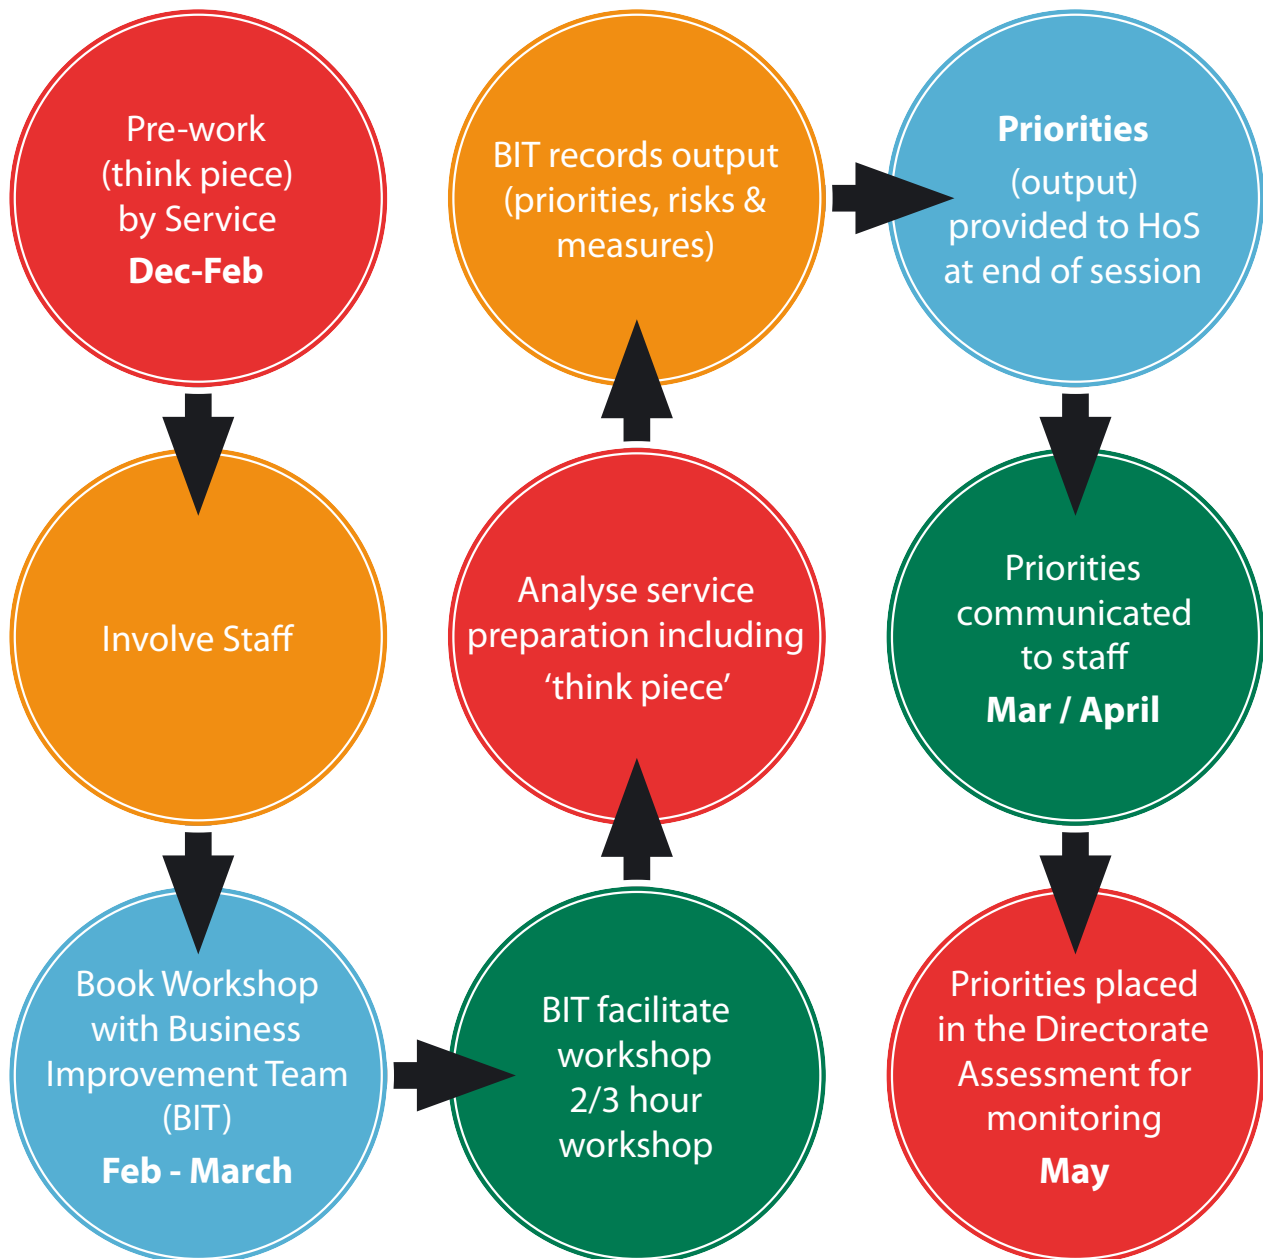 Pre-work
(think piece)
by Service
Dec-Feb
Involve Staff
Book Workshop
with Business
Improvement Team
(BIT)
Feb - March
BIT facilitate
workshop
2/3 hour
workshop
Analyse service
preparation including
‘think piece’
BIT records output
(priorities, risks &
measures)
Priorities
(output)
provided to HoS
at end of session
Priorities
communicated
to staff
Mar / April
Priorities placed
in the Directorate
Assessment for
monitoring
May